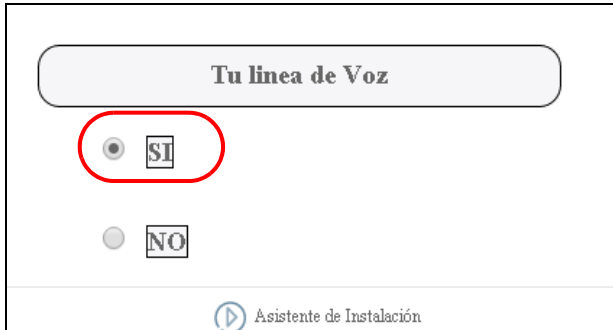 Tu linea de Voz
SI
NO
Asistente de Instalación